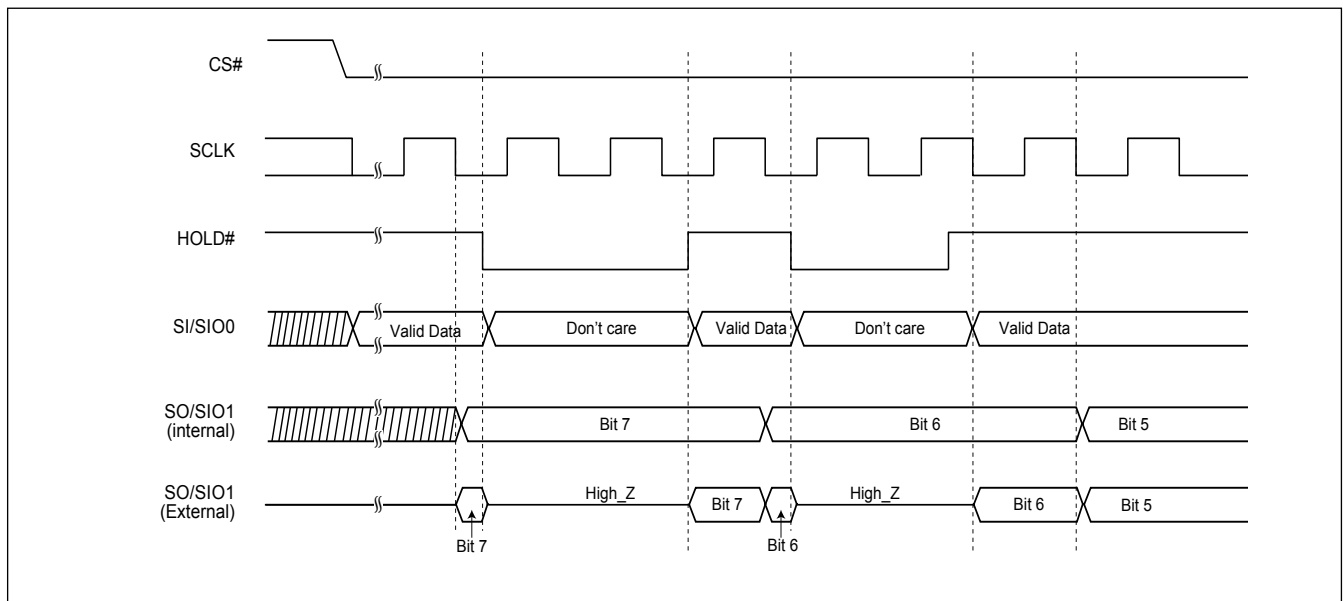 CS#
SCLK
HOLD#
SI/SIO0
Valid Data
Don't care
Valid Data
Don't care
Valid Data
SO/SIO1
(internal)
Bit 7
Bit 6
Bit 5
SO/SIO1
(External)
High_Z
Bit 7
High_Z
Bit 6
Bit 5
Bit 7
Bit 6